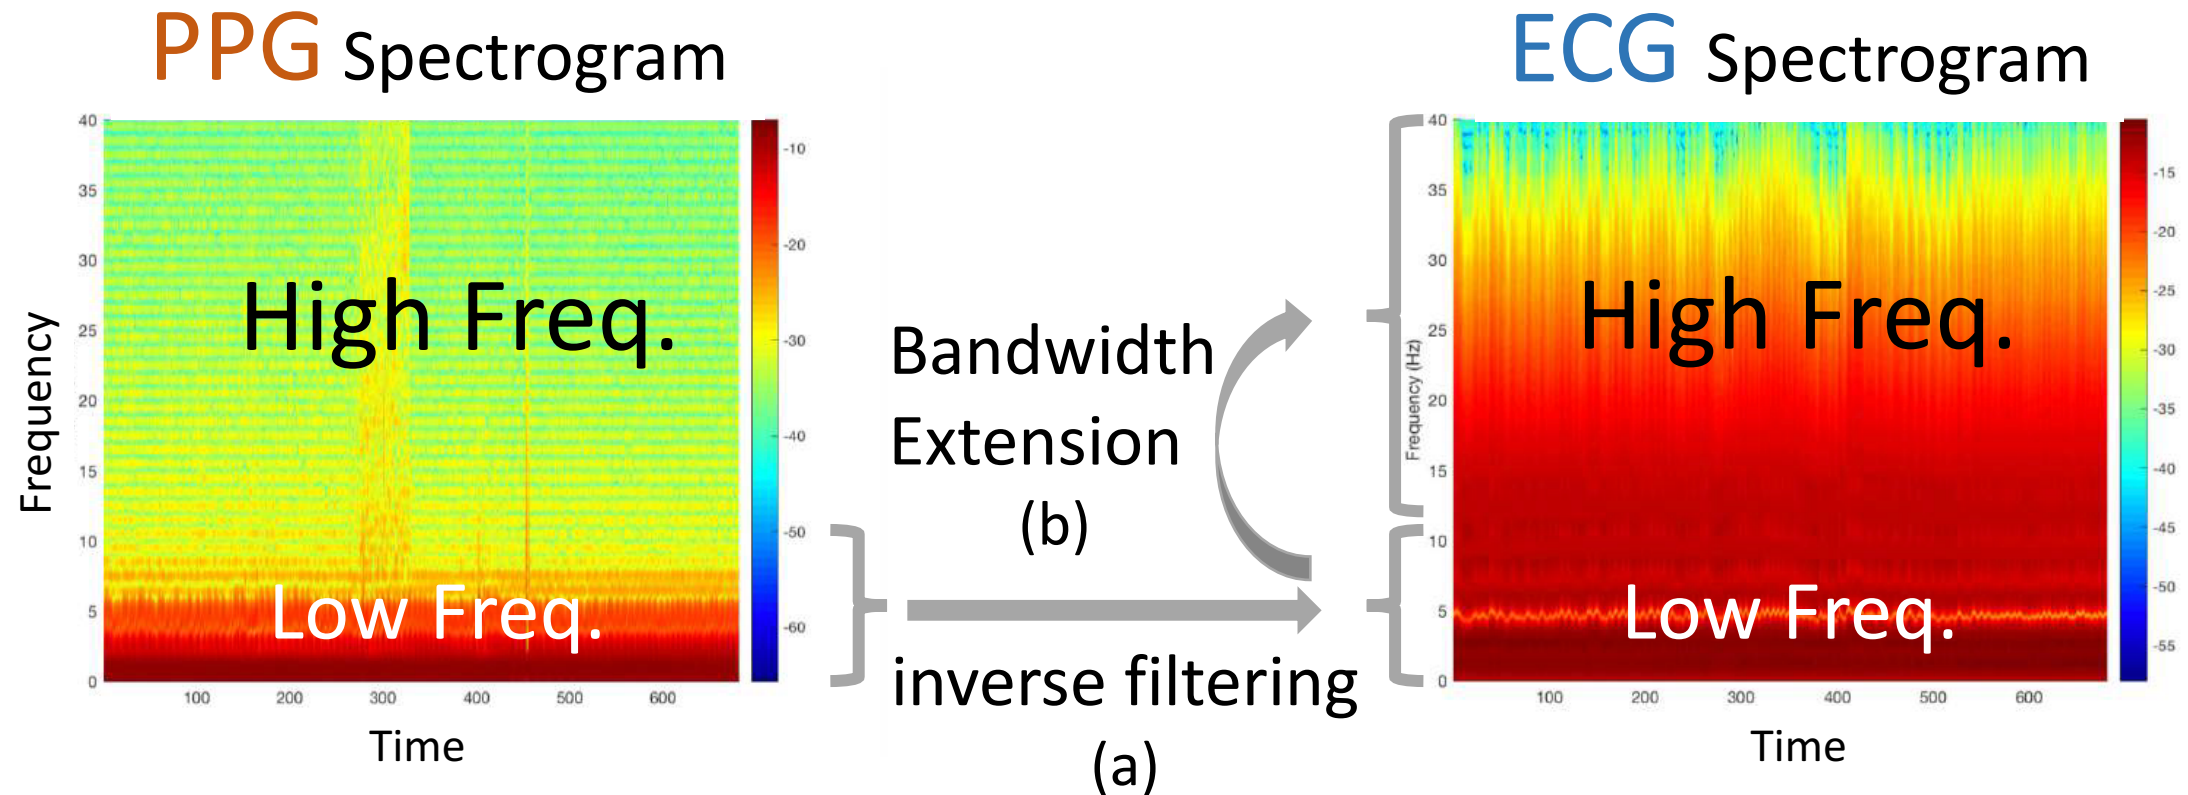 PPG Spectrogram
ECG Spectrogram
Frequency
40
35
30
25
20
15
10
5
0
High Freq.
Low Freq.
100 200 300 400 500 600
Time
-10
-20
-30
-40
-50
-60
Bandwidth
Extension
(b)
inverse filtering
(a)
Frequency (Hz)
40
35
30
25
20
15
10
5
0
High Freq.
Low Freq.
100 200 300 400 500 600
Time
-15
-20
-25
-30
-35
-40
-45
-50
-55